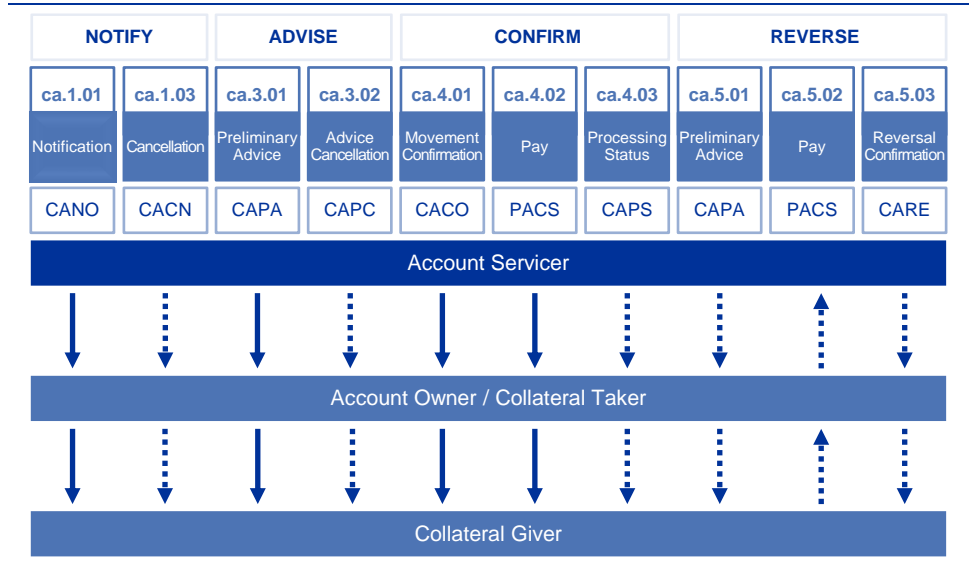 NOTIFY ADVISE CONFIRM REVERSE
ca.1.01 ca.1.03 ca.3.01 ca.3.02 ca.4.01 ca.4.02 ca.4.03 ca.5.01 ca.5.02 ca.5.03
Notification Cancellation Preliminary Advice Advice Cancellation Movement Confirmation Pay Processing Status Preliminary Advice Pay Reversal Confirmation
CANO CACN CAPA CAPC CACO PACS CAPS CAPA PACS CARE
Account Servicer
Account Owner / Collateral Taker
Collateral Giver